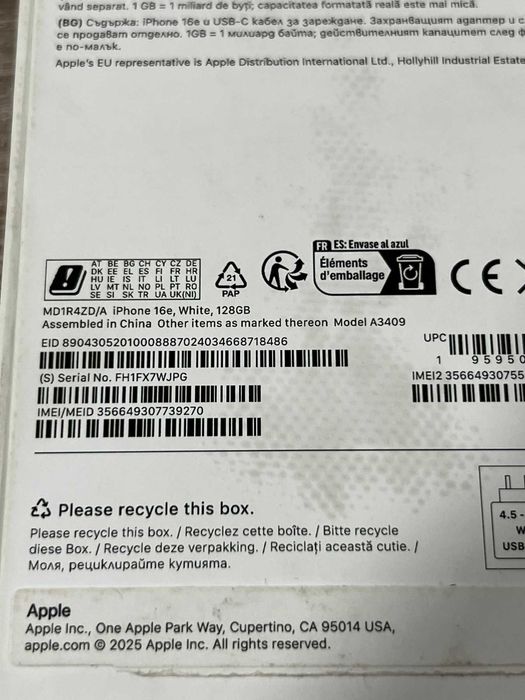 vând separat. 1 GB = 1 miliard de byți; capacitatea formatată reală este mai mică.
(BG) Съдържа: iPhone 16e и USB-C кабел за зареждане. Захранващият адаптер и
се продават отделно. 1GB = 1 милиард байта; действителният капацитет след
е по-малък.
Apple's EU representative is Apple Distribution International Ltd., Hollyhill Industrial Estate
FR ES: Envase al azul
Éléments
d'emballage
AT BE BG CH CY CZ DE
DK EE EL ES FI FR HR
HU IE IS IT LI LT LU
LV MT NL NO PL PT RO
SE SI SK TR UA UK(NI)
21
PAP
CE
MD1R4ZD/A iPhone 16e, White, 128GB
Assembled in China Other items as marked thereon Model A3409
EID 89043052010008887024034668718486
UPC
1 95950
(S) Serial No. FH1FX7WJPG
IMEI2 35664930755
IMEI/MEID 356649307739270
Please recycle this box.
Please recycle this box. / Recyclez cette boîte. / Bitte recycle
diese Box. / Recycle deze verpakking. / Reciclați această cutie. /
Моля, рециклирайте кутията.
4.5 -
W
USB
Apple
Apple Inc., One Apple Park Way, Cupertino, CA 95014 USA,
apple.com © 2025 Apple Inc. All rights reserved.